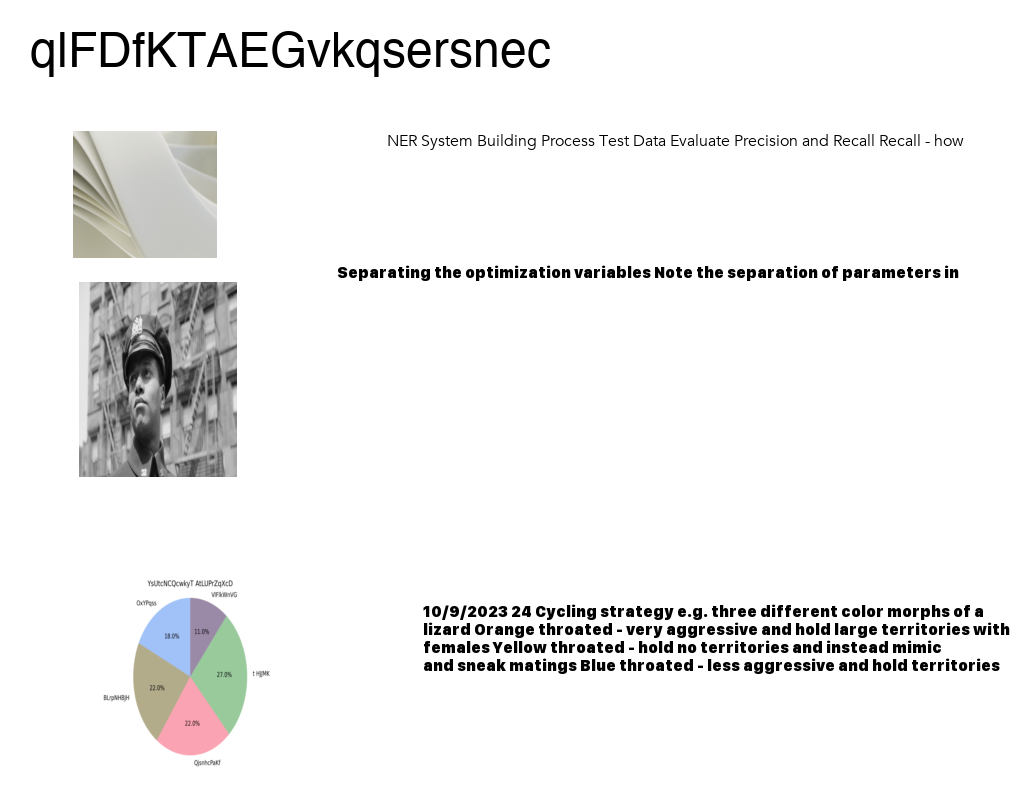 qlFDfKTAEGvkqsersnec
NER System Building Process Test Data Evaluate Precision and Recall Recall - how
Separating the optimization variables Note the separation of parameters in
YsUtcNCQcwkyT AtLUPrZqXcD
VIFlkWnVG
OxYPqss
11.0%
18.0%
27.0%
t HJJMK
22.0%
BLrpNHBJH
22.0%
QjsnhcPaKf
10/9/2023 24 Cycling strategy e.g. three different color morphs of a
lizard Orange throated - very aggressive and hold large territories with
females Yellow throated - hold no territories and instead mimic
and sneak matings Blue throated - less aggressive and hold territories